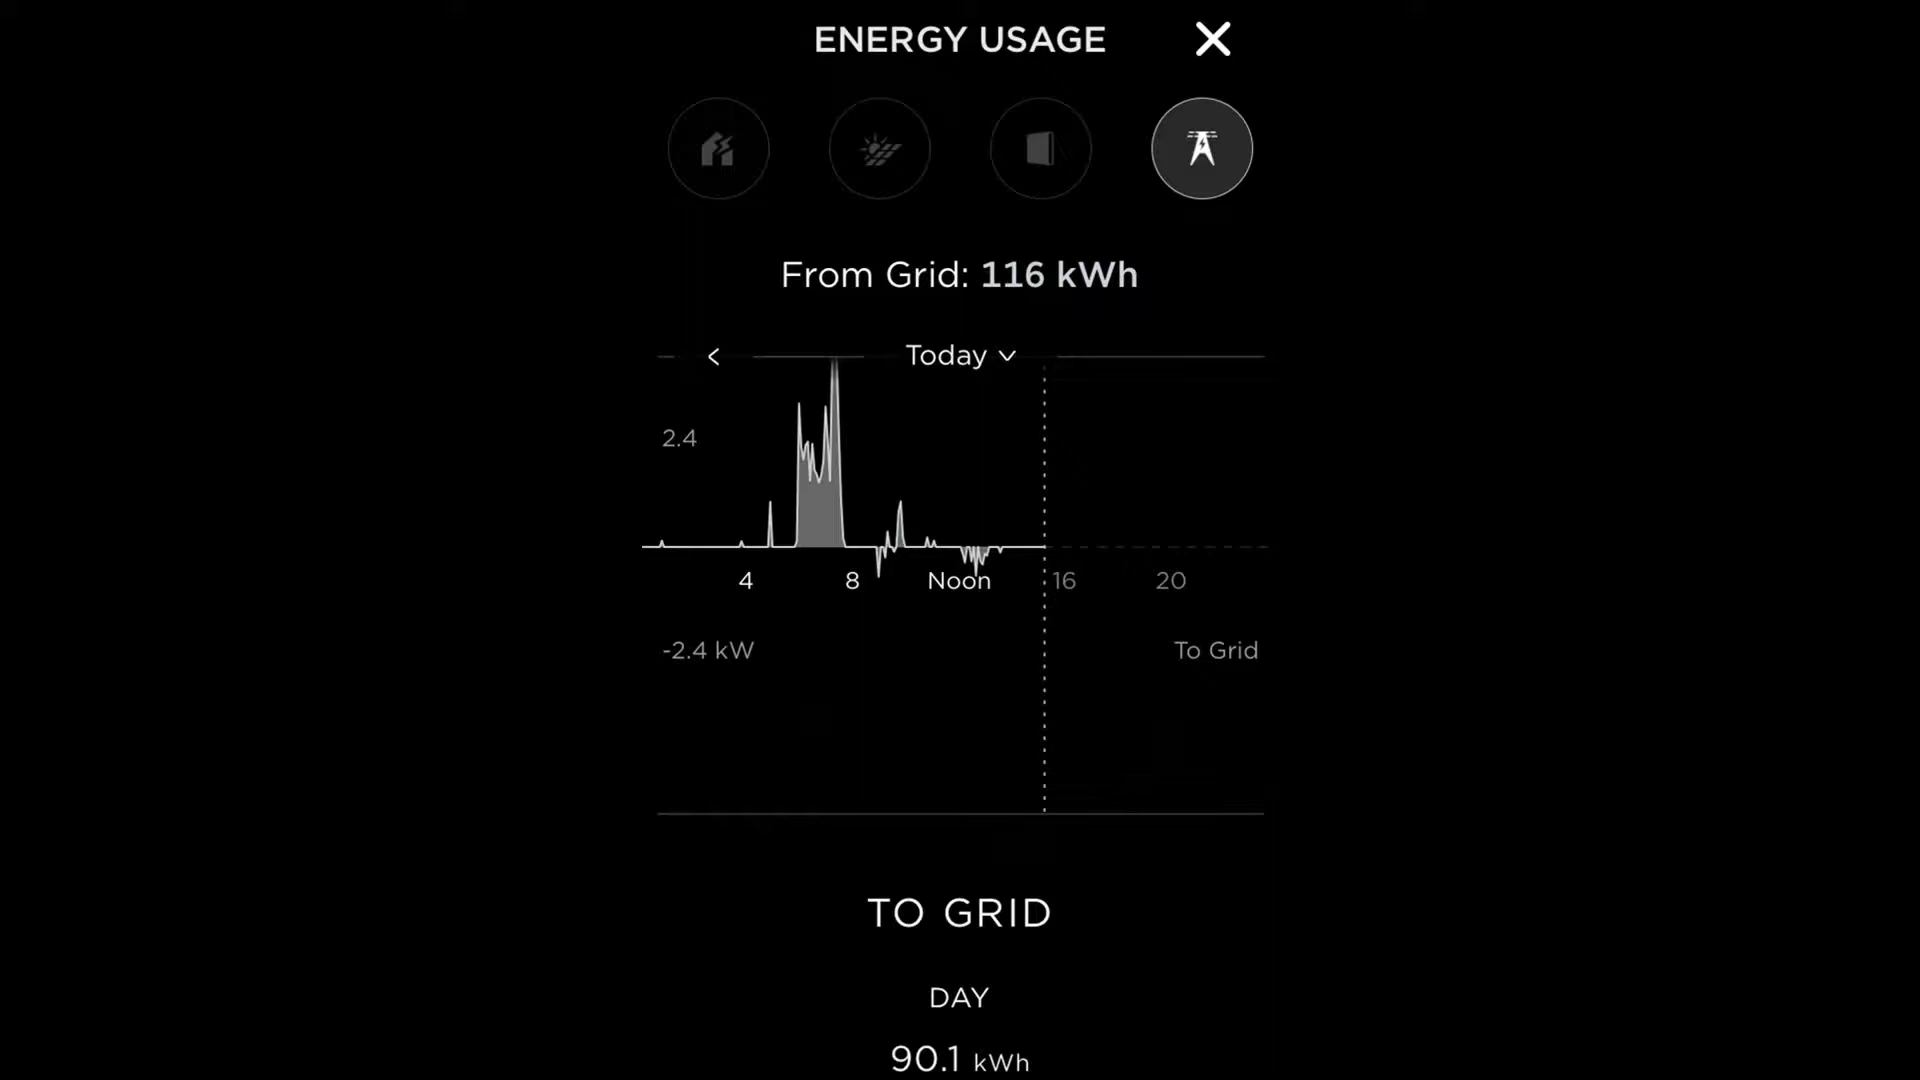 ENERGY USAGE
From Grid: 116 kWh
Today
2.4
4 8 Noon 16 20
-2.4 kW To Grid
TO GRID
DAY
90.1 kWh